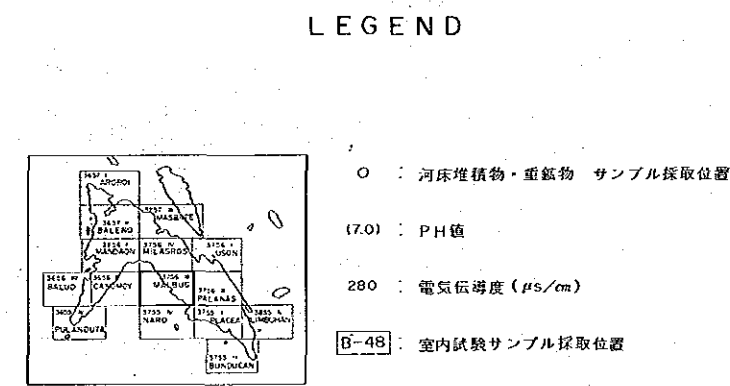 LEGEND
3657 I
AROROY
3657 II
BALENO
3757 III
MASBATE
3656 I
MANDAON
3756 IV
MILAGROS
3756 I
USON
3656 III
BALUD
3656 II
3756 III
MALBUG
3756 II
PALANAS
3655 I
PULANDUTA
3755 IV
NARO
3755 I
PLACER
3855 IV
LIMBUHAN
3755 II
BUNDUCAN
O : 河床堆積物・重鉱物 サンプル採取位置
(7.0) : PH値
280 : 電気伝導度(μs/cm)
B-48 : 室内試験サンプル採取位置